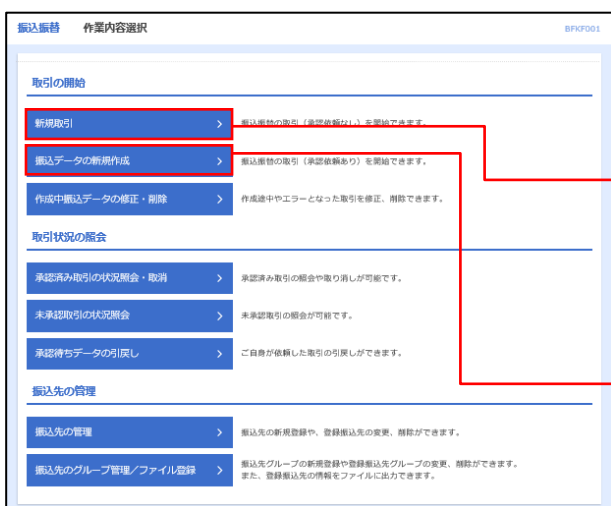 振込振替 作業内容選択 BFKF001
取引の開始
新規取引 > 振込振替の取引(承認依頼なし)を開始できます。
振込データの新規作成 > 振込振替の取引(承認依頼あり)を開始できます。
作成中振込データの修正・削除 > 作成途中やエラーとなった取引を修正、削除できます。
取引状況の照会
承認済み取引の状況照会・取消 > 承認済み取引の照会や取り消しが可能です。
未承認取引の状況照会 > 未承認取引の照会が可能です。
承認待ちデータの引戻し > ご自身が依頼した取引の引戻しができます。
振込先の管理
振込先の管理 > 振込先の新規登録や、登録振込先の変更、削除ができます。
振込先のグループ管理/ファイル登録 > 振込先グループの新規登録や登録振込先グループの変更、削除ができます。
また、登録振込先の情報をファイルに出力できます。